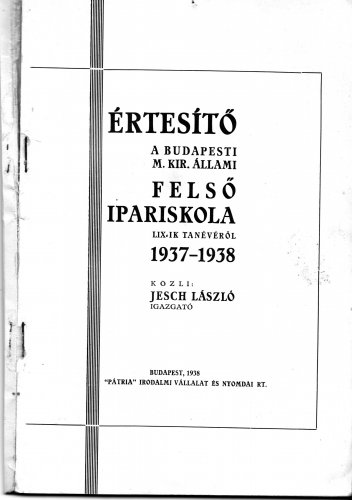 ÉRTESÍTŐ
A BUDAPESTI
M. KIR. ÁLLAMI
FELSŐ
IPARISKOLA
LIX-IK TANÉVÉRŐL
1937–1938
KOZLI:
JESCH LÁSZLÓ
IGAZGATÓ
BUDAPEST, 1938
"PÁTRIA" IRODALMI VÁLLALAT ÉS NYOMDAI RT.